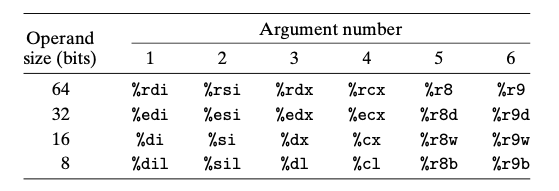 Operand
size (bits)
Argument number
1 2 3 4 5 6
64 %rdi %rsi %rdx %rcx %r8 %r9
32 %edi %esi %edx %ecx %r8d %r9d
16 %di %si %dx %cx %r8w %r9w
8 %dil %sil %dl %cl %r8b %r9b